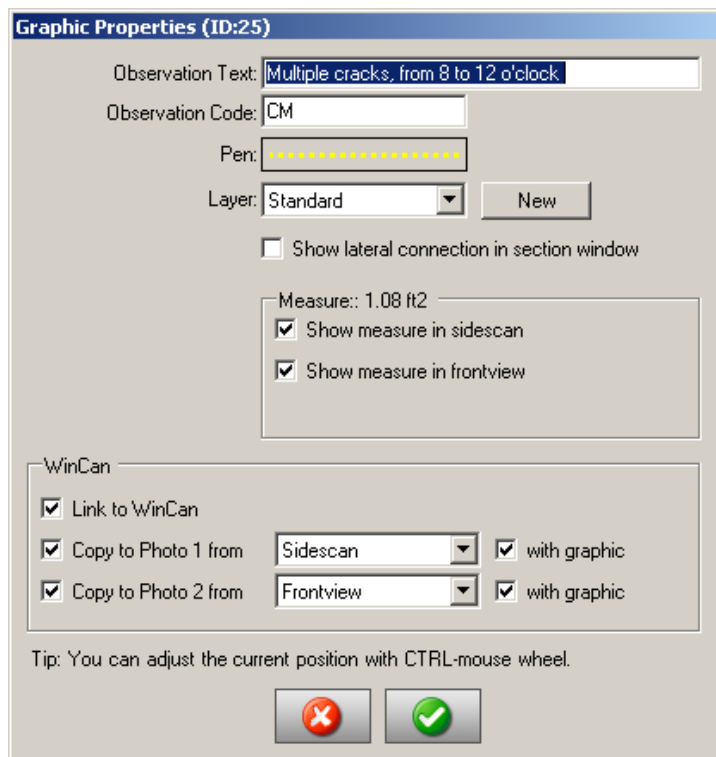 Graphic Properties (ID:25)
Observation Text: Multiple cracks, from 8 to 12 o'clock
Observation Code: CM
Pen:
Layer: Standard New
Show lateral connection in section window
Measure:: 1.08 ft2
Show measure in sidescan
Show measure in frontview
WinCan
Link to WinCan
Copy to Photo 1 from Sidescan with graphic
Copy to Photo 2 from Frontview with graphic
Tip: You can adjust the current position with CTRL-mouse wheel.